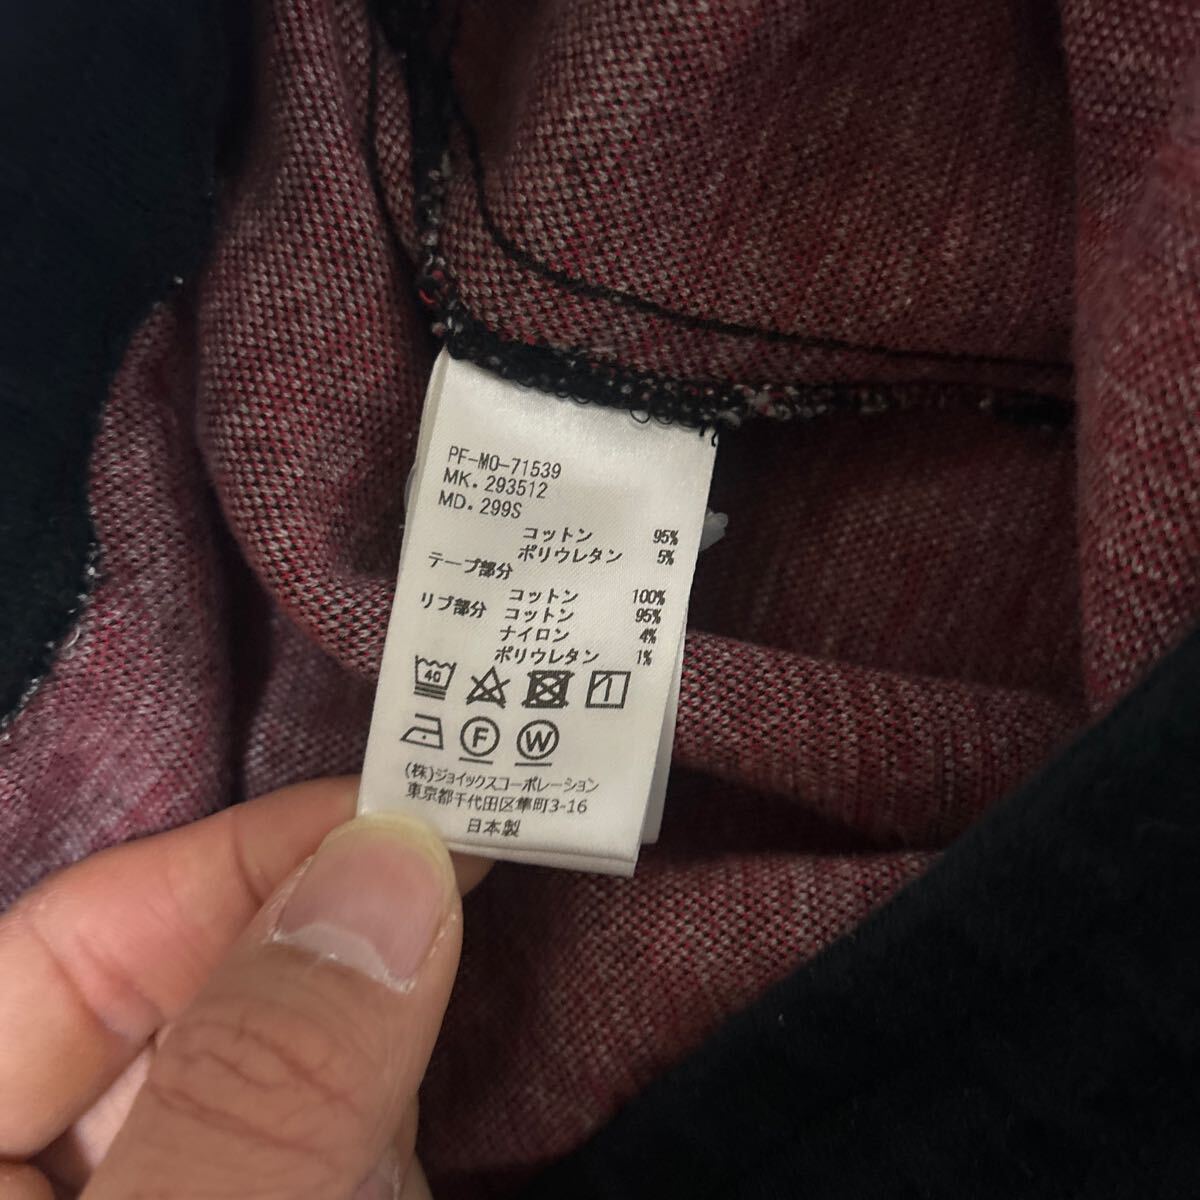 PF-MO-71539
MK. 293512
MD. 299S
コットン 95%
ポリウレタン 5%
テープ部分
コットン 100%
リブ部分 コットン 95%
ナイロン 4%
ポリウレタン 1%
40
F W
(株)ジョイックスコーポレーション
東京都千代田区隼町3-16
日本製